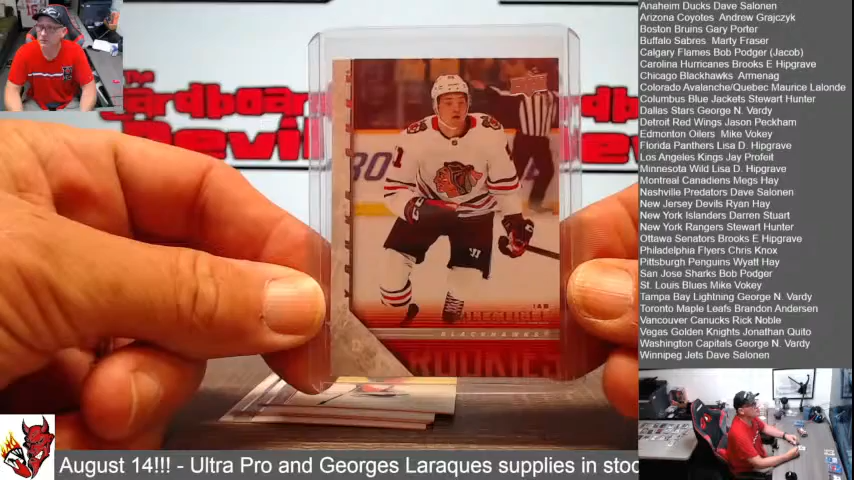 Anaheim Ducks Dave Salonen
Arizona Coyotes Andrew Grajczyk
Boston Bruins Gary Porter
Buffalo Sabres Marty Fraser
Calgary Flames Bob Podger (Jacob)
Carolina Hurricanes Brooks E Hipgrave
Chicago Blackhawks Armenag
Colorado Avalanche/Quebec Maurice Lalonde
Columbus Blue Jackets Stewart Hunter
Dallas Stars George N. Vardy
Detroit Red Wings Jason Peckham
Edmonton Oilers Mike Vokey
Florida Panthers Lisa D. Hipgrave
Los Angeles Kings Jay Profeit
Minnesota Wild Lisa D. Hipgrave
Montreal Canadiens Megs Hay
Nashville Predators Dave Salonen
New Jersey Devils Ryan Hay
New York Islanders Darren Stuart
New York Rangers Stewart Hunter
Ottawa Senators Brooks E Hipgrave
Philadelphia Flyers Chris Knox
Pittsburgh Penguins Wyatt Hay
San Jose Sharks Bob Podger
St. Louis Blues Mike Vokey
Tampa Bay Lightning George N. Vardy
Toronto Maple Leafs Brandon Andersen
Vancouver Canucks Rick Noble
Vegas Golden Knights Jonathan Quito
Washington Capitals George N. Vardy
Winnipeg Jets Dave Salonen
The
Cardboard
Devil
30
BLACKHAWKS
ROOKIES
August 14!!! - Ultra Pro and Georges Laraques supplies in stoc